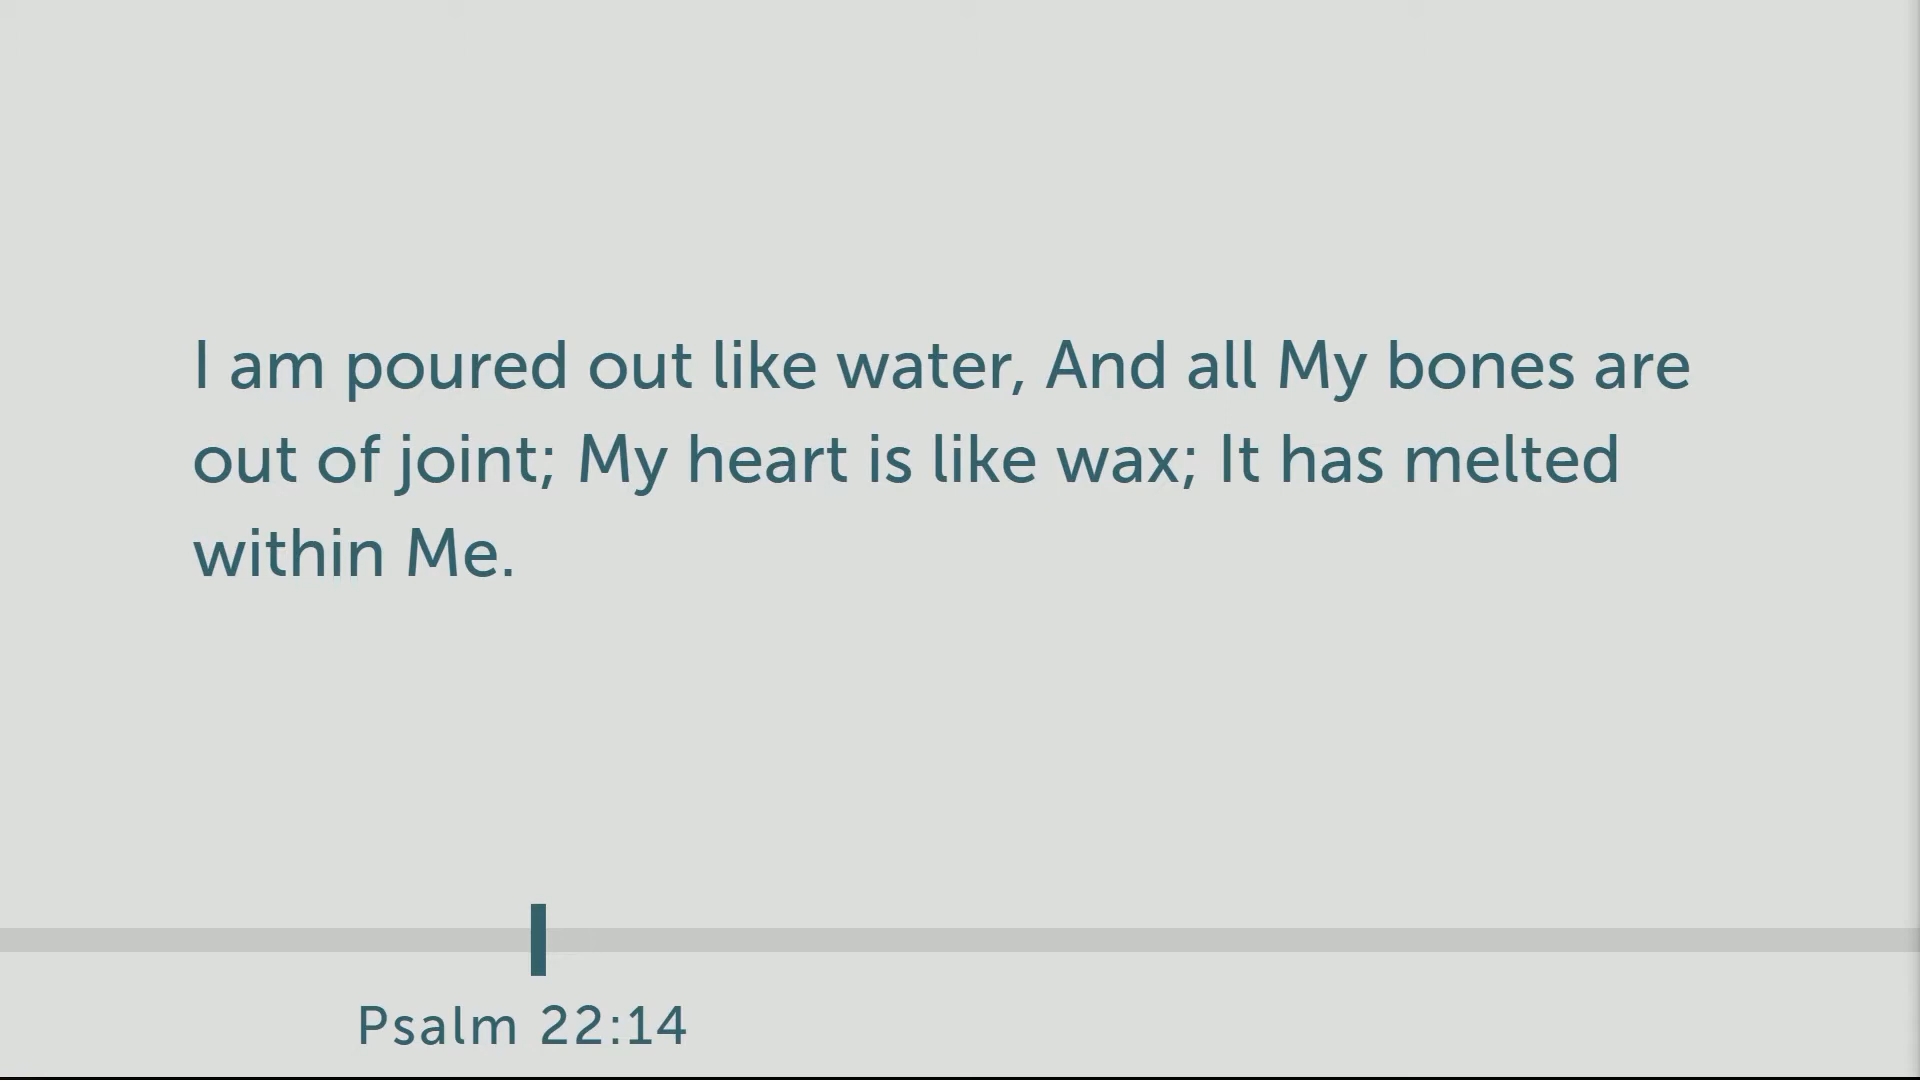 I am poured out like water, And all My bones are
out of joint; My heart is like wax; It has melted
within Me.
Psalm 22:14